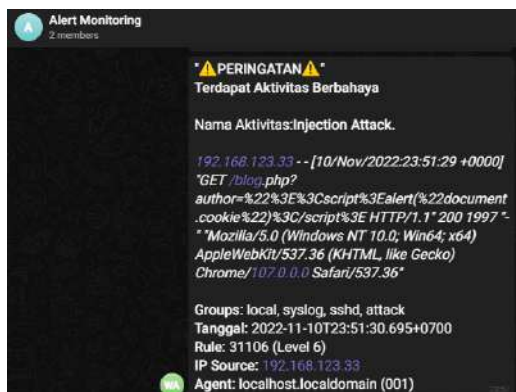 A
Alert Monitoring
2 members
"⚠PERINGATAN⚠"
Terdapat Aktivitas Berbahaya
Nama Aktivitas:Injection Attack.
192.168.123.33 - - [10/Nov/2022:23:51:29 +0000]
"GET /blog.php?
author=%22%3E%3Cscript%3Ealert(%22document
.cookie%22)%3C/script%3E HTTP/1.1" 200 1997 "-
" "Mozilla/5.0 (Windows NT 10.0; Win64; x64)
AppleWebKit/537.36 (KHTML, like Gecko)
Chrome/107.0.0.0 Safari/537.36"
Groups: local, syslog, sshd, attack
Tanggal: 2022-11-10T23:51:30.695+0700
Rule: 31106 (Level 6)
IP Source: 192.168.123.33
WA Agent: localhost.localdomain (001)